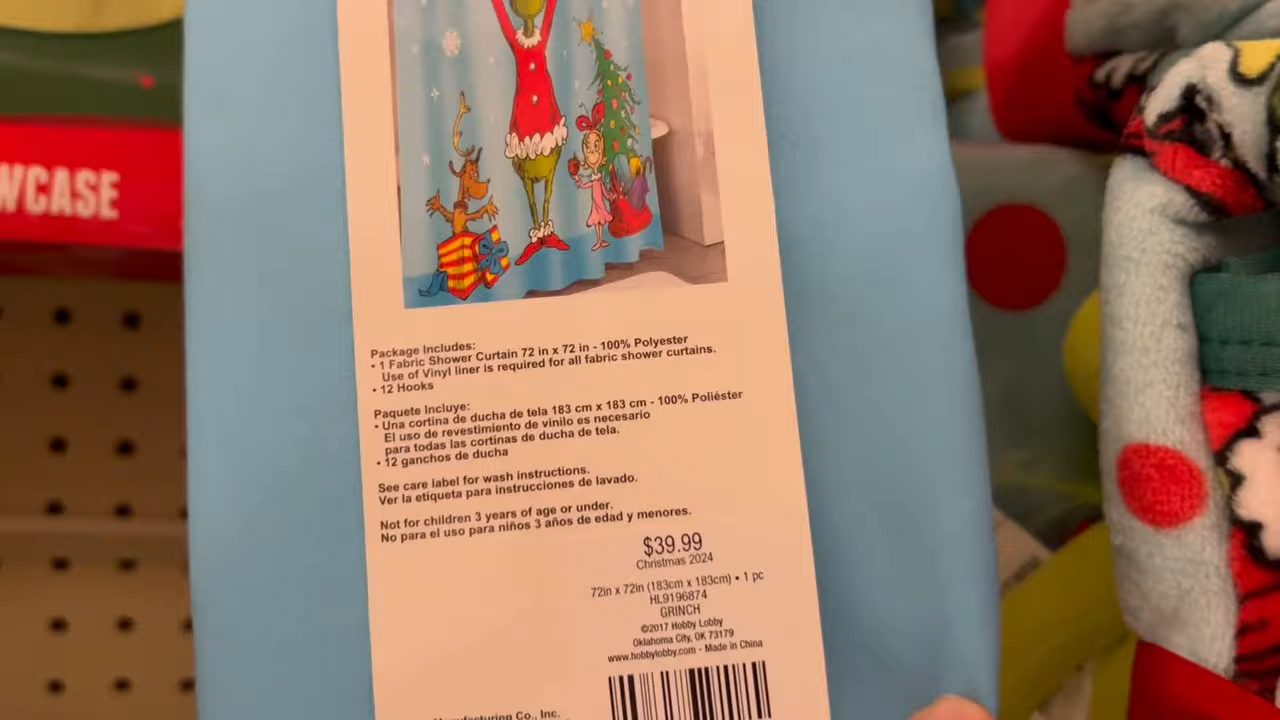 WCASE
Package Includes:
• 1 Fabric Shower Curtain 72 in x 72 in - 100% Polyester
Use of Vinyl liner is required for all fabric shower curtains.
• 12 Hooks
Paquete Incluye:
• Una cortina de ducha de tela 183 cm x 183 cm - 100% Poliéster
El uso de revestimiento de vinilo es necesario
para todas las cortinas de ducha de tela.
• 12 ganchos de ducha
See care label for wash instructions.
Ver la etiqueta para instrucciones de lavado.
Not for children 3 years of age or under.
No para el uso para niños 3 años de edad y menores.
$39.99
Christmas 2024
72in x 72in (183cm x 183cm) • 1 pc
HL9196874
GRINCH
©2017 Hobby Lobby
Oklahoma City, OK 73179
www.hobbylobby.com - Made in China
Manufacturing Co., Inc.